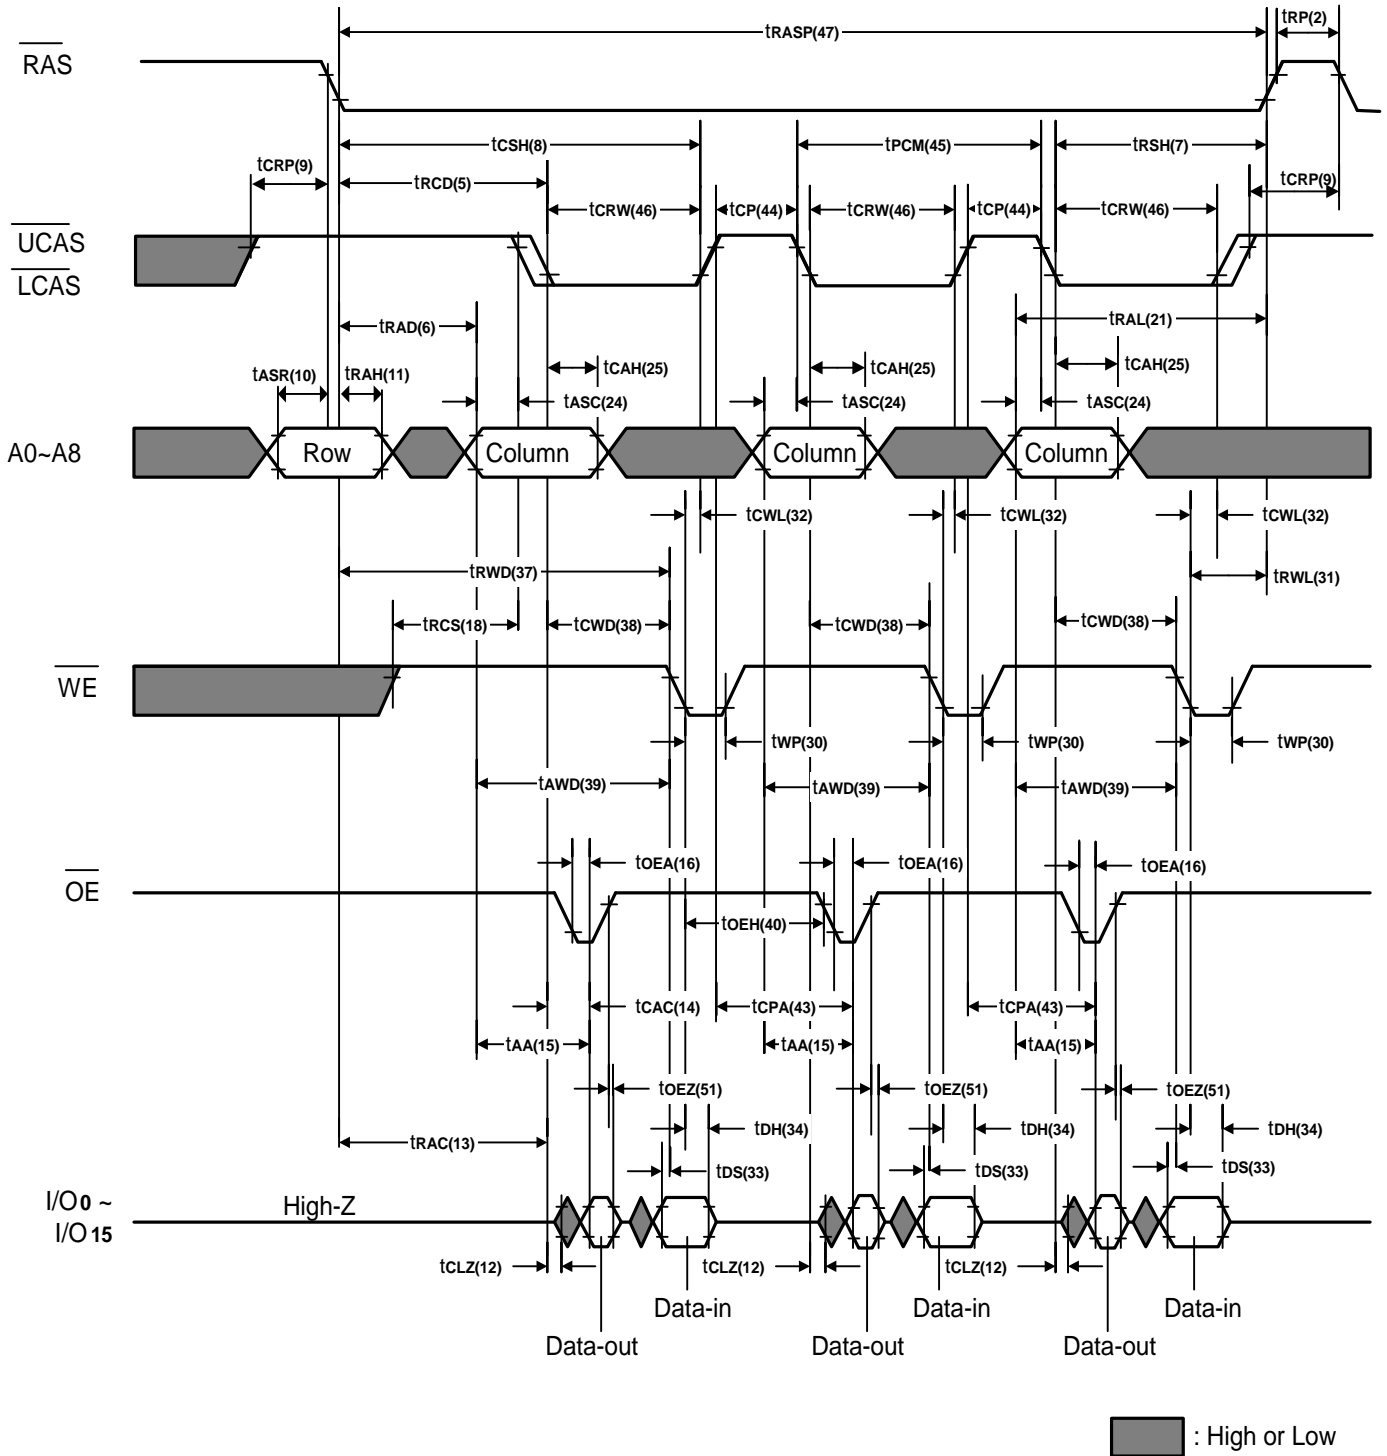 tRASP(47)
tRP(2)
RAS
tCSH(8)
tPCM(45)
tRSH(7)
tCRP(9)
tRCD(5)
tCRP(9)
tCRW(46)
tCP(44)
tCRW(46)
tCP(44)
tCRW(46)
UCAS
LCAS
tRAD(6)
tRAL(21)
tASR(10)
tRAH(11)
tCAH(25)
tCAH(25)
tCAH(25)
tASC(24)
tASC(24)
tASC(24)
A0~A8
Row
Column
Column
Column
tCWL(32)
tCWL(32)
tCWL(32)
tRWD(37)
tRWL(31)
tRCS(18)
tCWD(38)
tCWD(38)
tCWD(38)
WE
tWP(30)
tWP(30)
tWP(30)
tAWD(39)
tAWD(39)
tAWD(39)
tOEA(16)
tOEA(16)
tOEA(16)
OE
tOEH(40)
tCAC(14)
tCPA(43)
tCPA(43)
tAA(15)
tAA(15)
tAA(15)
tOEZ(51)
tOEZ(51)
tOEZ(51)
tRAC(13)
tDH(34)
tDH(34)
tDH(34)
tDS(33)
tDS(33)
tDS(33)
I/O0 ~
I/O15
High-Z
tCLZ(12)
tCLZ(12)
tCLZ(12)
Data-in
Data-in
Data-in
Data-out
Data-out
Data-out
: High or Low